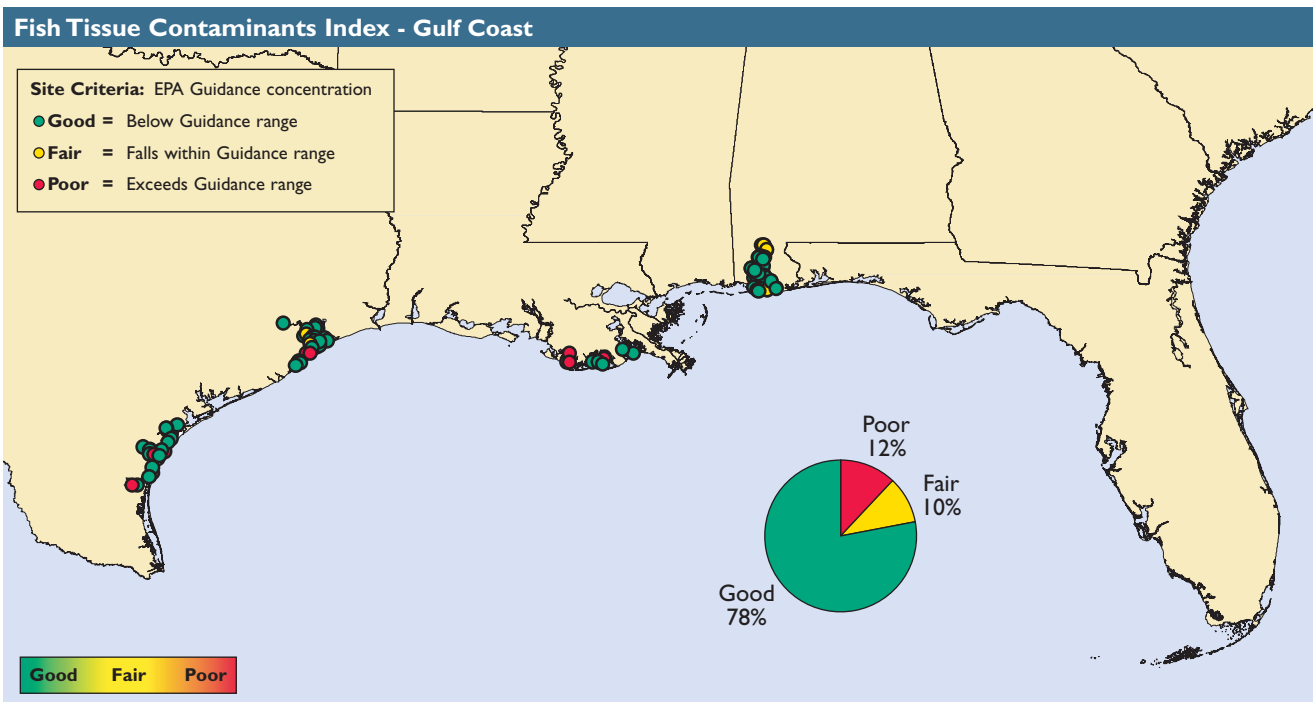 Fish Tissue Contaminants Index - Gulf Coast
Site Criteria: EPA Guidance concentration
Good = Below Guidance range
Fair = Falls within Guidance range
Poor = Exceeds Guidance range
Poor
12%
Fair
10%
Good
78%
Good Fair Poor